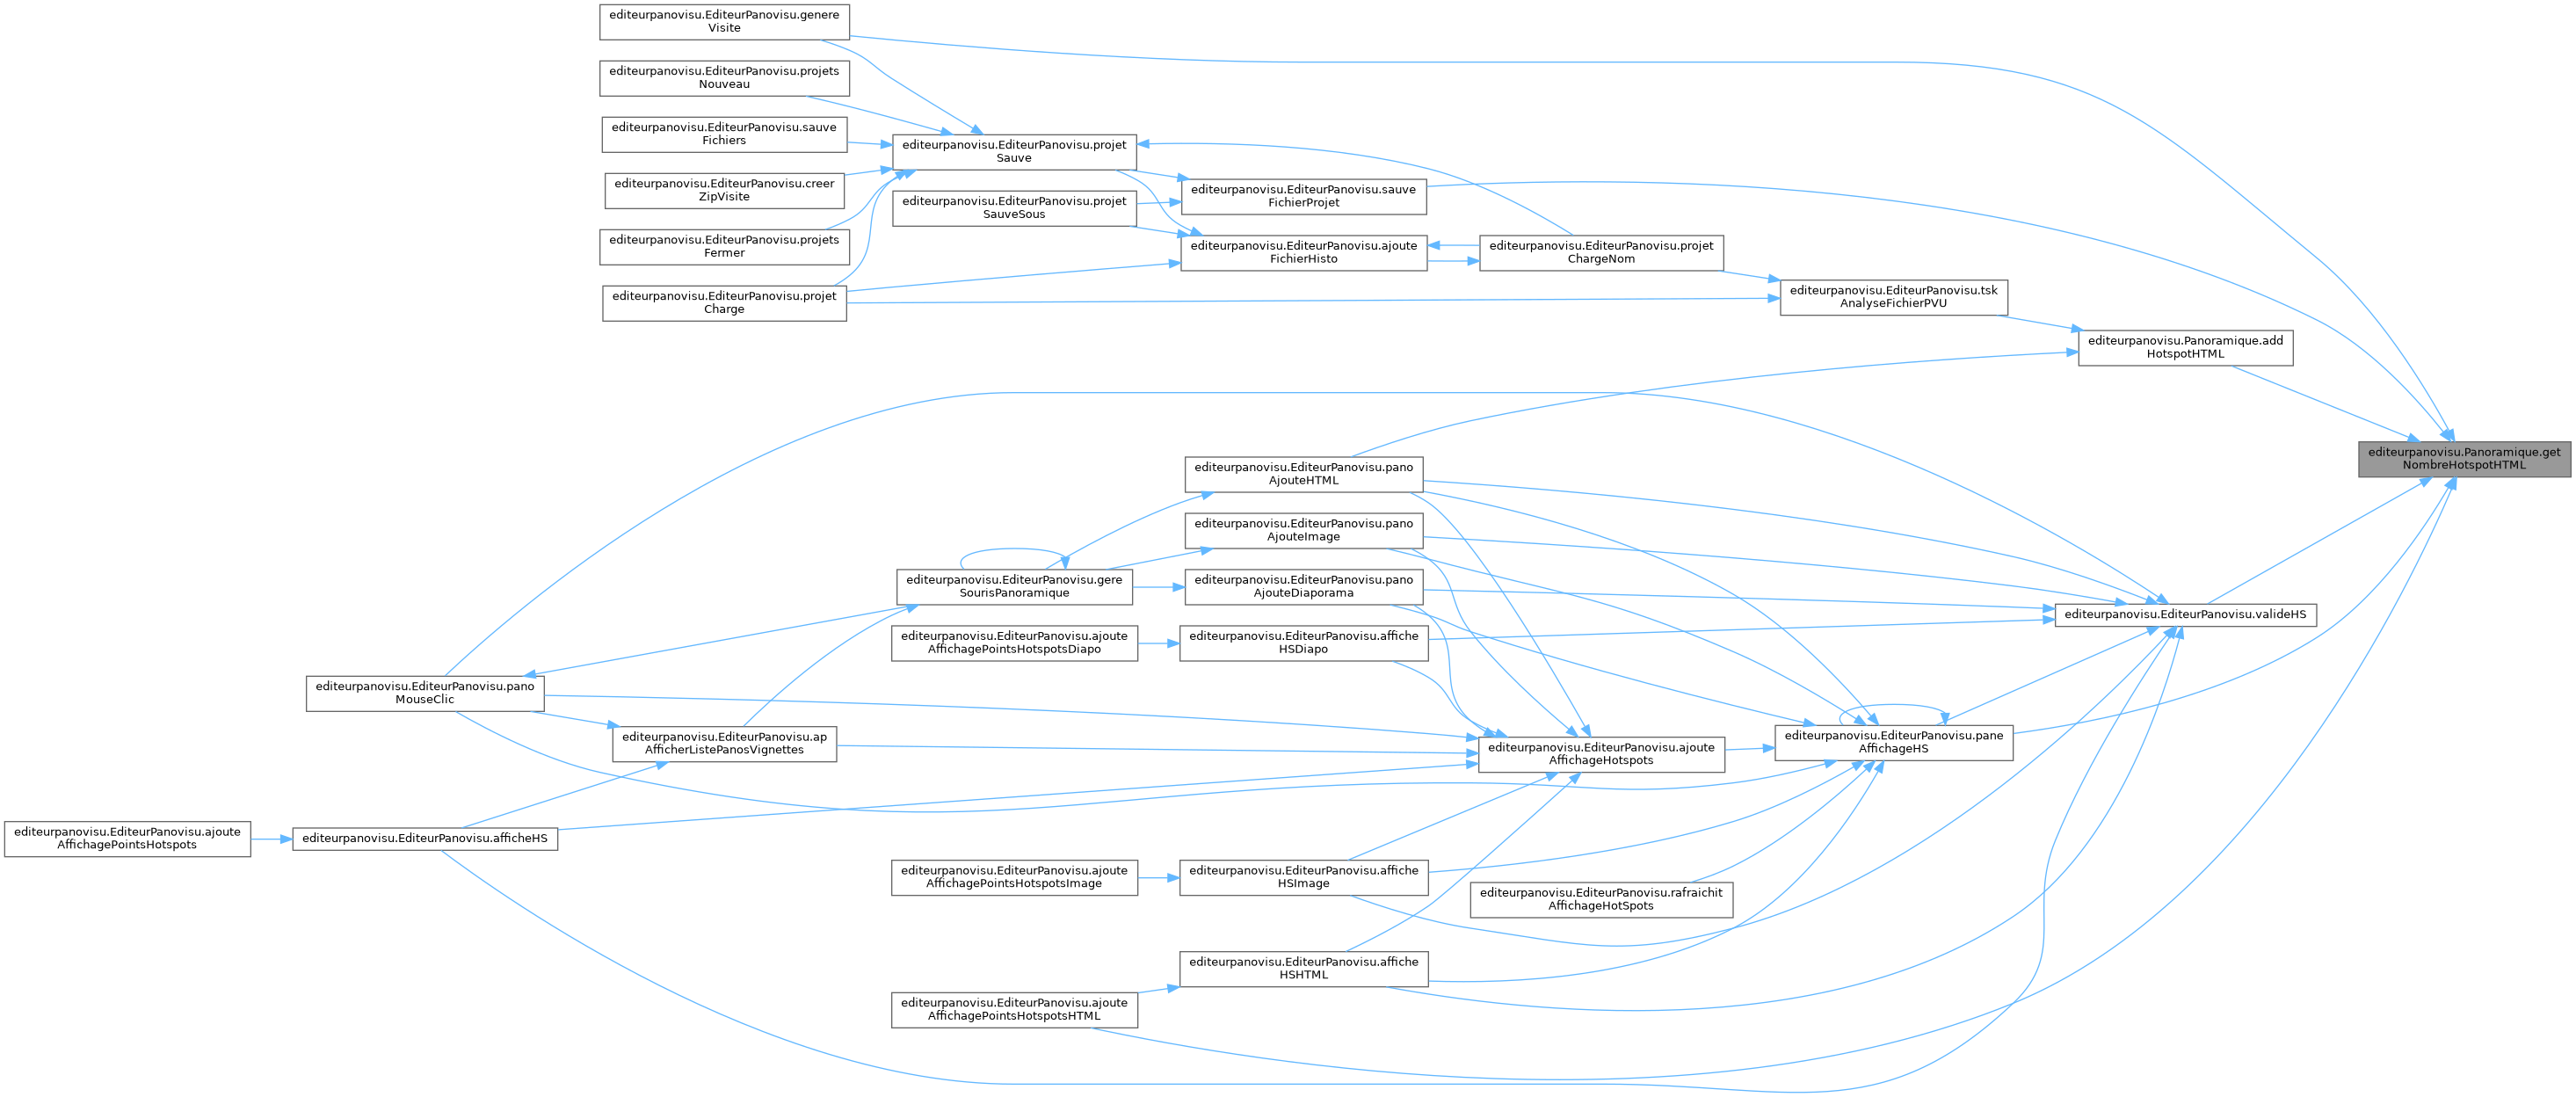 editeurpanovisu.EditeurPanovisu.genere
Visite
editeurpanovisu.EditeurPanovisu.projets
Nouveau
editeurpanovisu.EditeurPanovisu.sauve
Fichiers
editeurpanovisu.EditeurPanovisu.creer
ZipVisite
editeurpanovisu.EditeurPanovisu.projets
Fermer
editeurpanovisu.EditeurPanovisu.projet
Charge
editeurpanovisu.EditeurPanovisu.projet
Sauve
editeurpanovisu.EditeurPanovisu.projet
SauveSous
editeurpanovisu.EditeurPanovisu.sauve
FichierProjet
editeurpanovisu.EditeurPanovisu.ajoute
FichierHisto
editeurpanovisu.EditeurPanovisu.projet
ChargeNom
editeurpanovisu.EditeurPanovisu.tsk
AnalyseFichierPVU
editeurpanovisu.Panoramique.add
HotspotHTML
editeurpanovisu.Panoramique.get
NombreHotspotHTML
editeurpanovisu.EditeurPanovisu.pano
AjouteHTML
editeurpanovisu.EditeurPanovisu.pano
AjouteImage
editeurpanovisu.EditeurPanovisu.pano
AjouteDiaporama
editeurpanovisu.EditeurPanovisu.gere
SourisPanoramique
editeurpanovisu.EditeurPanovisu.valideHS
editeurpanovisu.EditeurPanovisu.affiche
HSDiapo
editeurpanovisu.EditeurPanovisu.ajoute
AffichagePointsHotspotsDiapo
editeurpanovisu.EditeurPanovisu.pano
MouseClic
editeurpanovisu.EditeurPanovisu.ap
AfficherListePanosVignettes
editeurpanovisu.EditeurPanovisu.ajoute
AffichageHotspots
editeurpanovisu.EditeurPanovisu.pane
AffichageHS
editeurpanovisu.EditeurPanovisu.ajoute
AffichagePointsHotspots
editeurpanovisu.EditeurPanovisu.afficheHS
editeurpanovisu.EditeurPanovisu.ajoute
AffichagePointsHotspotsImage
editeurpanovisu.EditeurPanovisu.affiche
HSImage
editeurpanovisu.EditeurPanovisu.rafraichit
AffichageHotSpots
editeurpanovisu.EditeurPanovisu.affiche
HSHTML
editeurpanovisu.EditeurPanovisu.ajoute
AffichagePointsHotspotsHTML